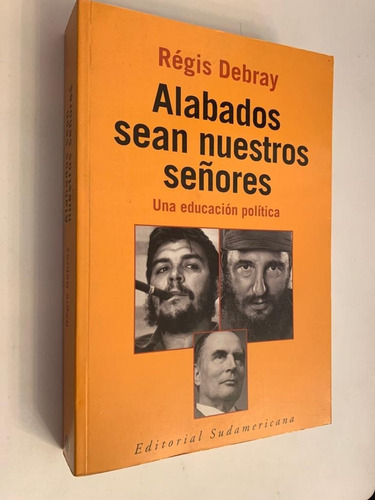 Régis Debray
Alabados
sean nuestros
señores
Una educación política
Editorial Sudamericana